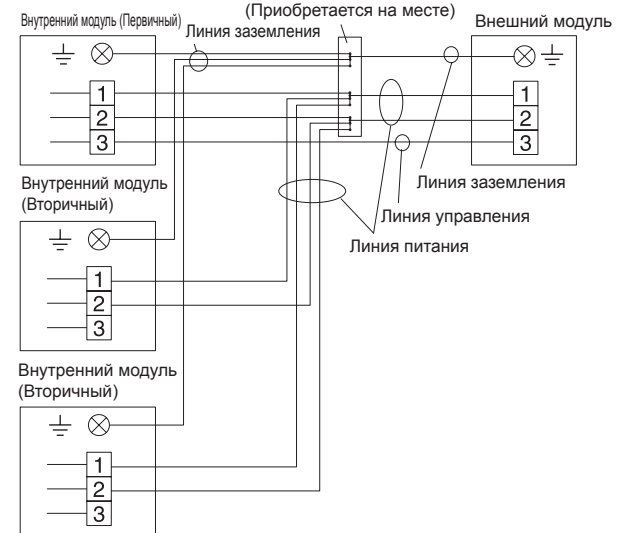 (Приобретается на месте)
Внутренний модуль (Первичный)
Линия заземления
Внешний модуль
1
2
3
1
2
3
Внутренний модуль
(Вторичный)
Линия заземления
Линия управления
Линия питания
1
2
3
Внутренний модуль
(Вторичный)
1
2
3